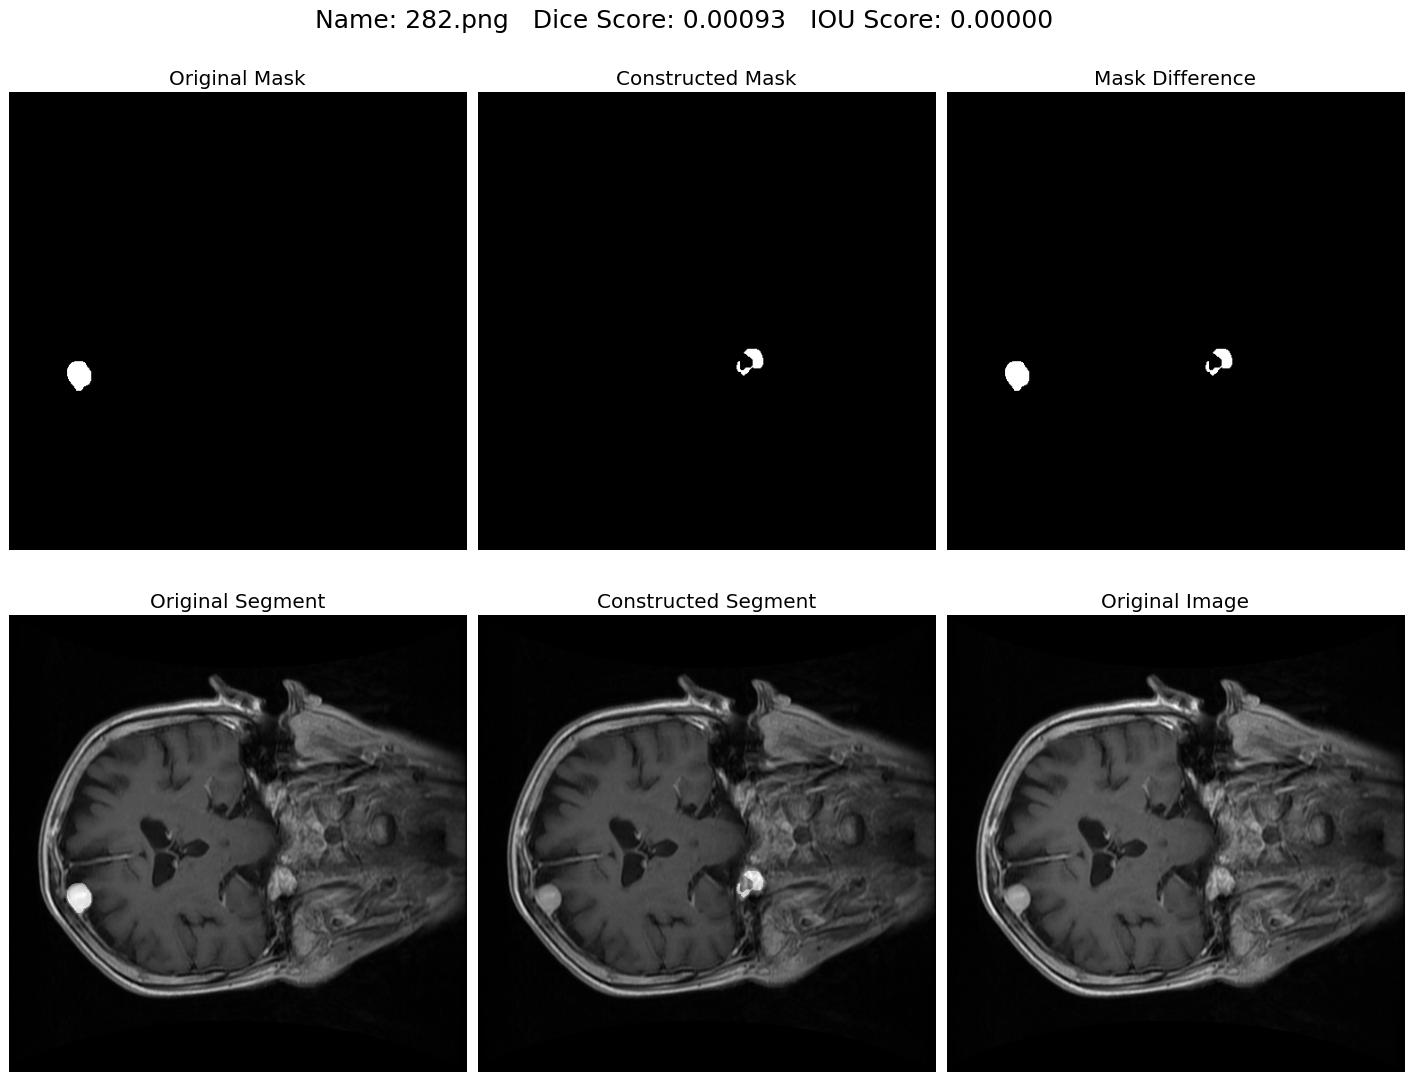 Name: 282.png   Dice Score: 0.00093   IOU Score: 0.00000
Original Mask
Constructed Mask
Mask Difference
Original Segment
Constructed Segment
Original Image